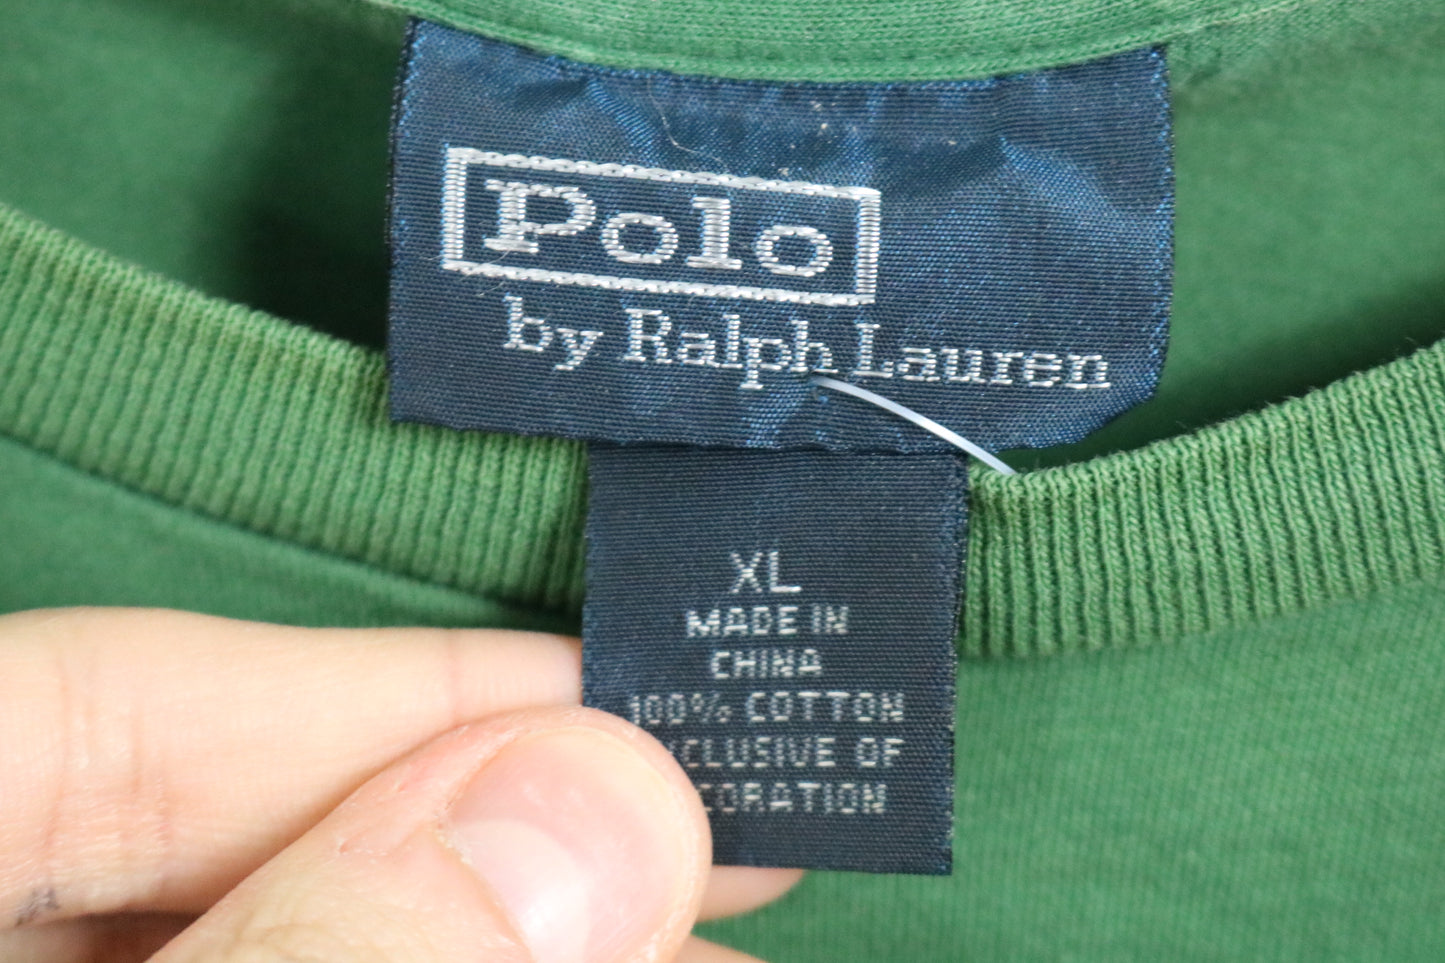 Polo
by Ralph Lauren
XL
MADE IN
CHINA
100% COTTON
XCLUSIVE OF
CORATION